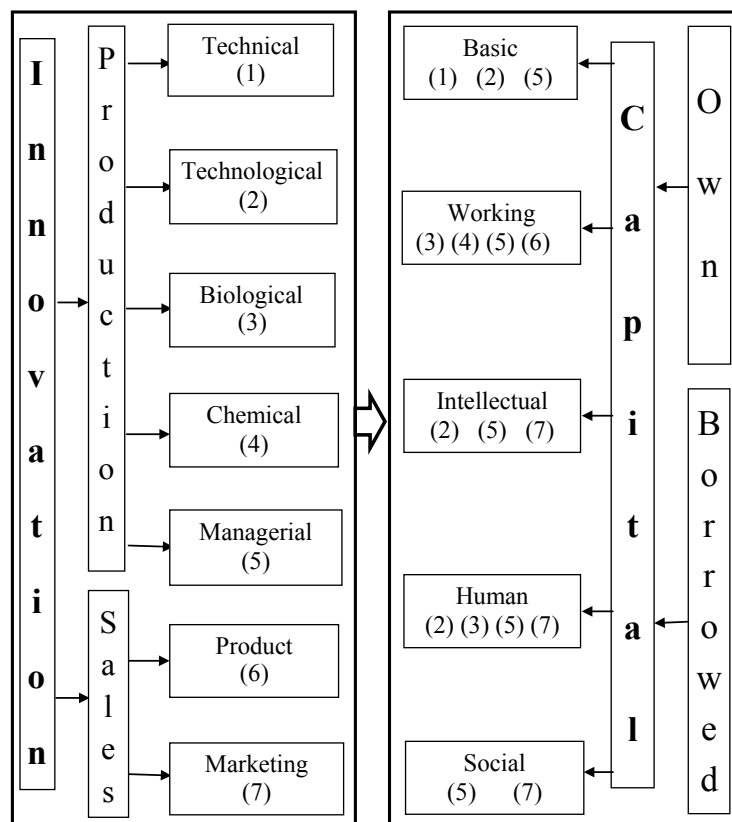 Innovation
Production
Technical
(1)
Technological
(2)
Biological
(3)
Chemical
(4)
Managerial
(5)
Sales
Product
(6)
Marketing
(7)
Basic
(1) (2) (5)
Working
(3) (4) (5) (6)
Intellectual
(2) (5) (7)
Human
(2) (3) (5) (7)
Social
(5) (7)
Capital
Own
Borrowed